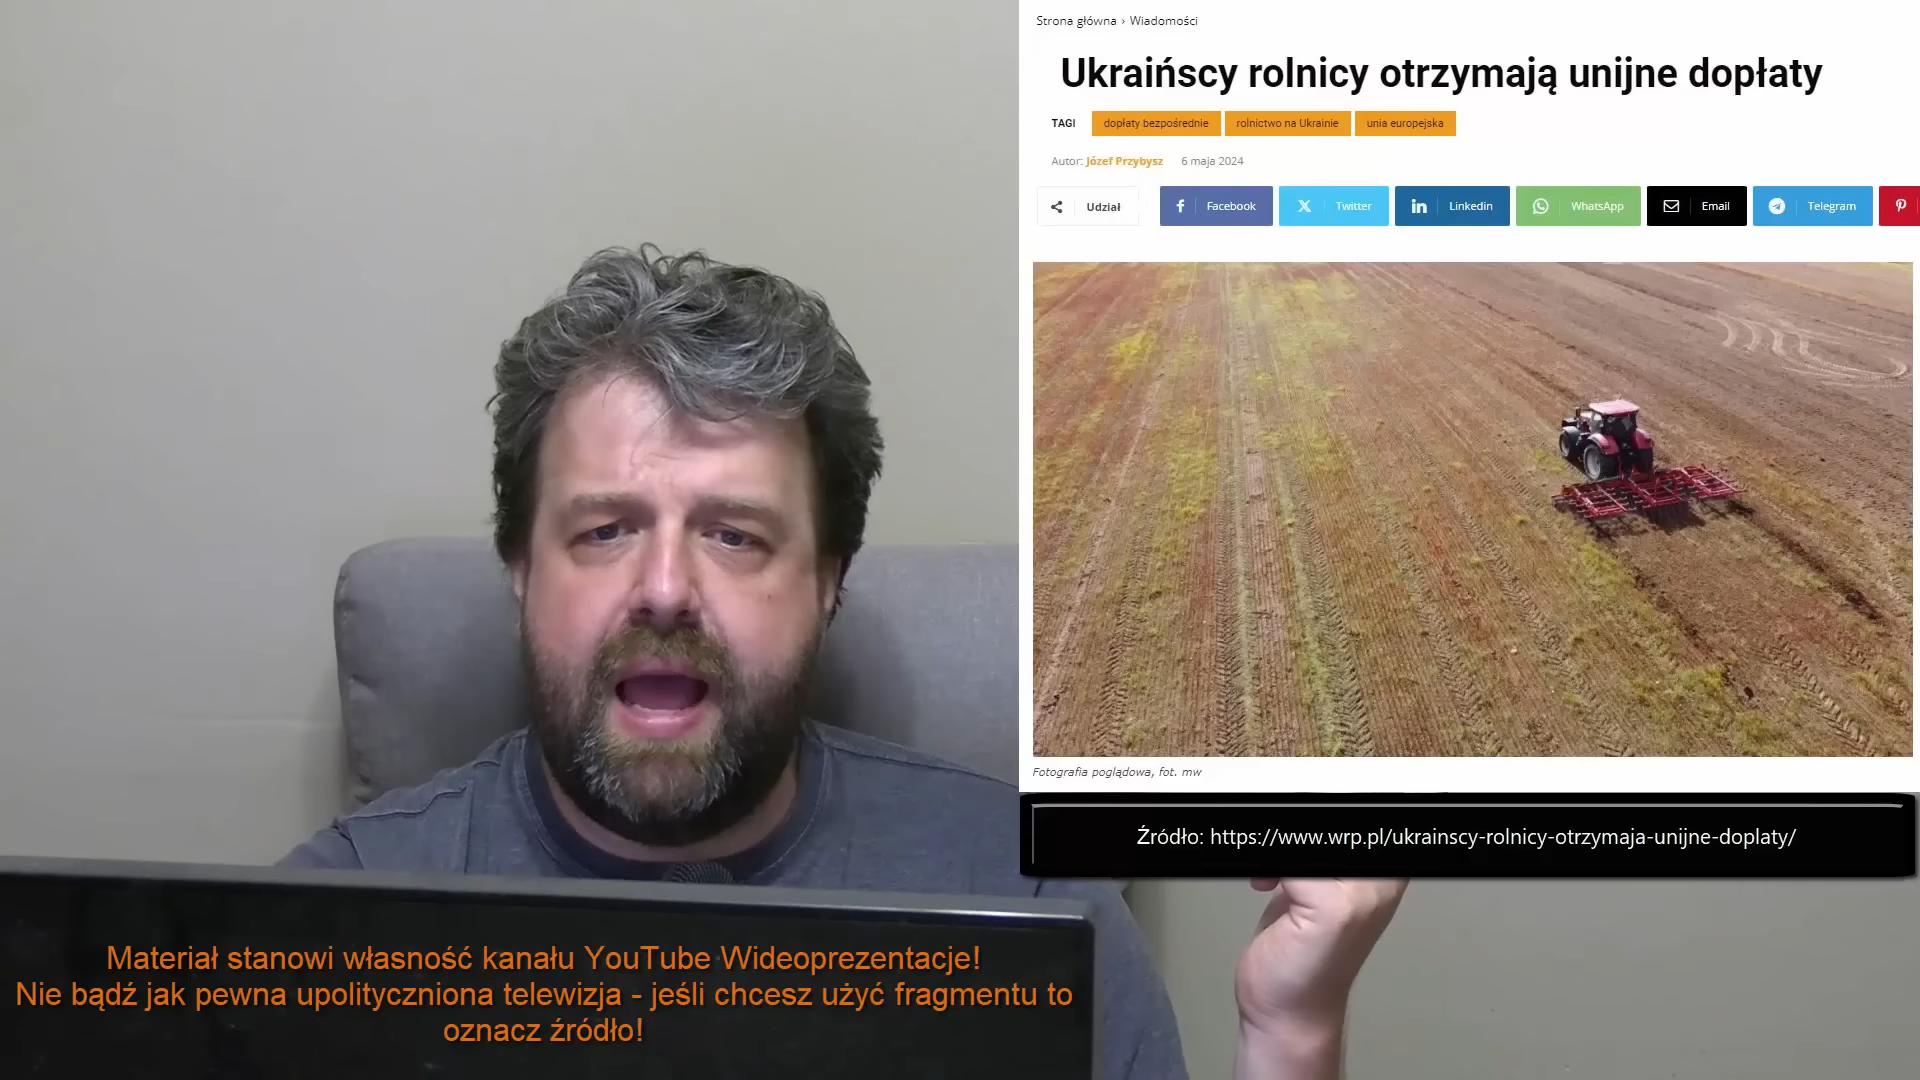 Strona główna › Wiadomości
Ukraińscy rolnicy otrzymają unijne dopłaty
TAGI dopłaty bezpośrednie rolnictwo na Ukrainie unia europejska
Autor: Józef Przybysz 6 maja 2024
Udział Facebook Twitter Linkedin WhatsApp Email Telegram
Fotografia poglądowa, fot. mw
Źródło: https://www.wrp.pl/ukrainscy-rolnicy-otrzymaja-unijne-doplaty/
Materiał stanowi własność kanału YouTube Wideoprezentacje!
Nie bądź jak pewna upolityczniona telewizja - jeśli chcesz użyć fragmentu to
oznacz źródło!